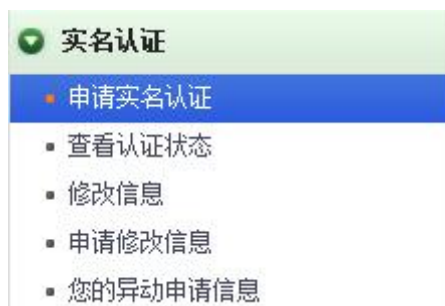 实名认证
申请实名认证
查看认证状态
修改信息
申请修改信息
您的异动申请信息